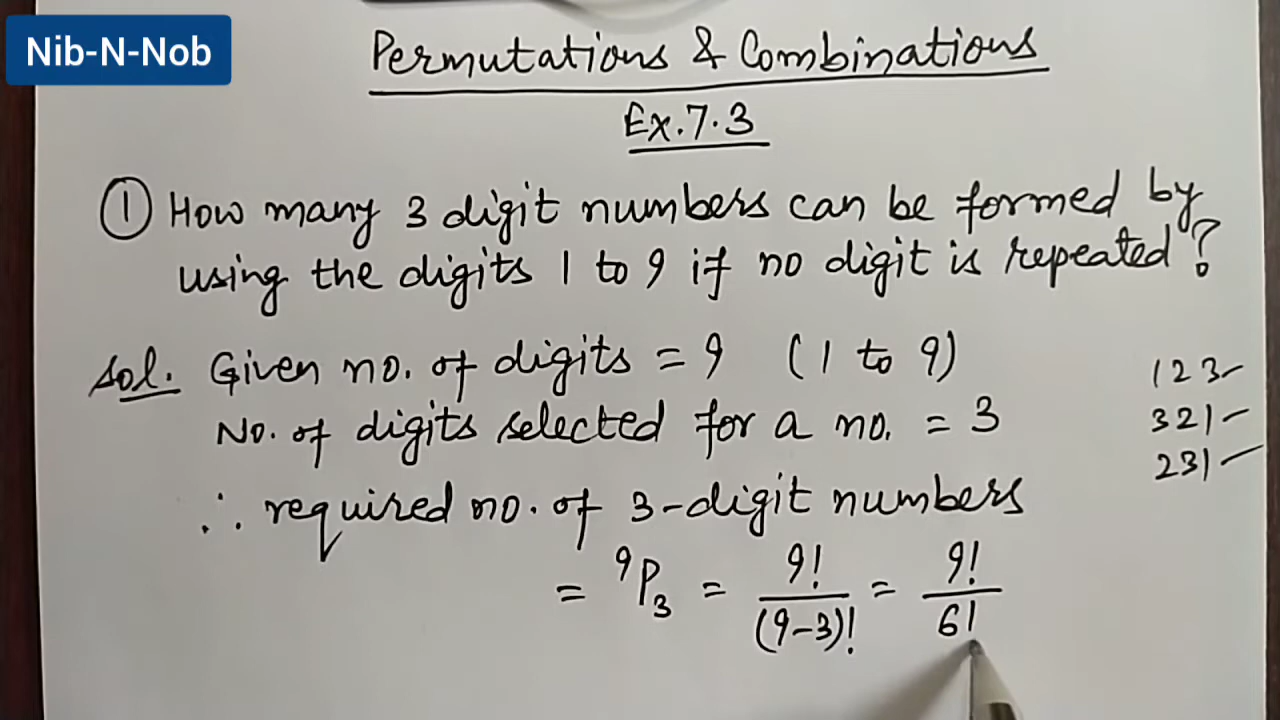 Nib-N-Nob
Permutations & Combinations
Ex.7.3
① How many 3 digit numbers can be formed by
using the digits 1 to 9 if no digit is repeated?
Sol. Given no. of digits = 9 (1 to 9)
No. of digits selected for a no. = 3
∴ required no. of 3-digit numbers
= ⁹P₃ = 9!/(9-3)! = 9!/6!
123
321
231